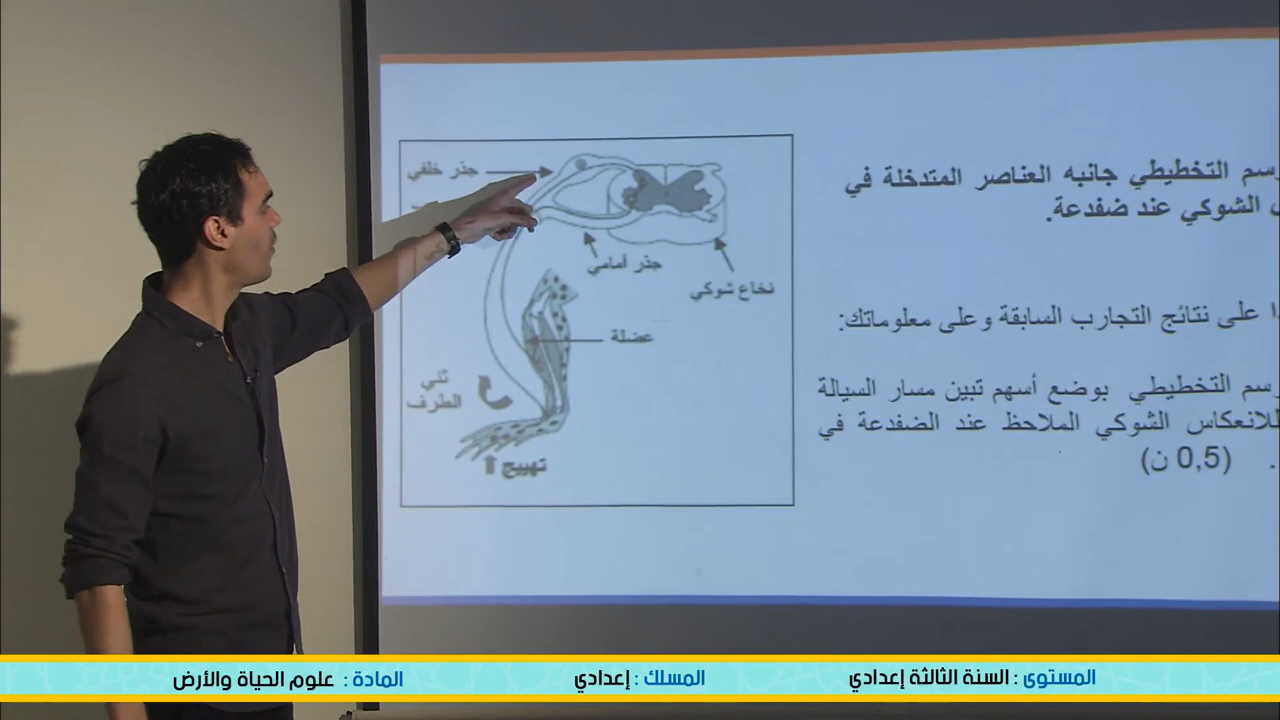 رسم التخطيطي جانبه العناصر المتدخلة في
الشوكي عند ضفدعة.
على نتائج التجارب السابقة وعلى معلوماتك:
رسم التخطيطي بوضع أسهم تبين مسار السيالة
للانعكاس الشوكي الملاحظ عند الضفدعة في
. (0,5 ن)
جذر خلفي
جذر أمامي
نخاع شوكي
عضلة
ثني
الطرف
تهييج
المستوى : السنة الثالثة إعدادي
المسلك : إعدادي
المادة : علوم الحياة والأرض